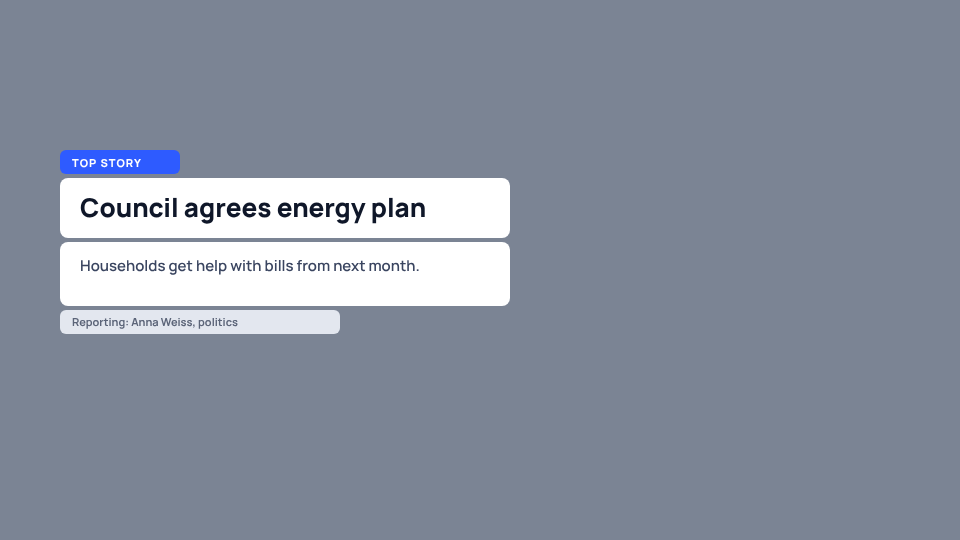 TOP STORY
Council agrees energy plan
Households get help with bills from next month.
Reporting: Anna Weiss, politics